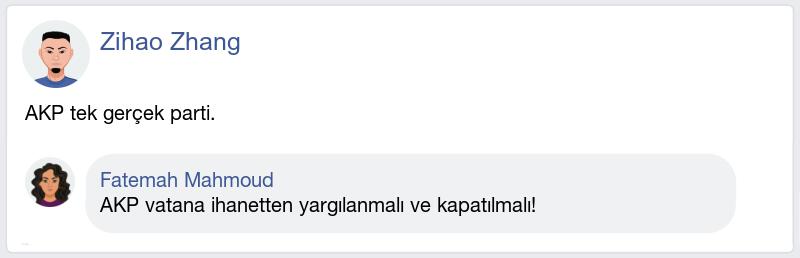 Zihao Zhang
AKP tek gerçek parti.
Fatemah Mahmoud
AKP vatana ihanetten yargılanmalı ve kapatılmalı!